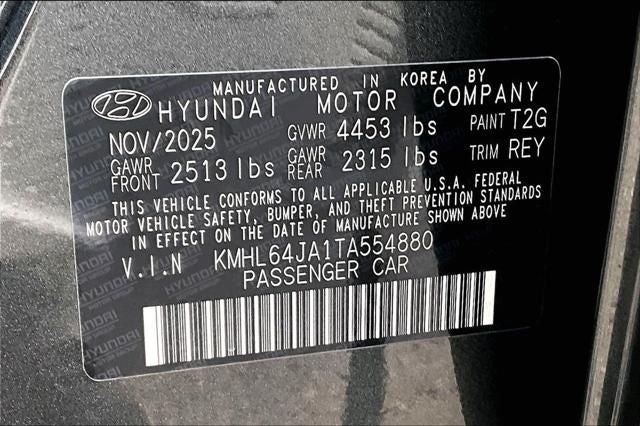 MANUFACTURED IN KOREA BY
HYUNDAI MOTOR COMPANY
NOV/2025 GVWR 4453 lbs PAINT T2G
GAWR FRONT 2513 lbs GAWR REAR 2315 lbs TRIM REY
THIS VEHICLE CONFORMS TO ALL APPLICABLE U.S.A. FEDERAL
MOTOR VEHICLE SAFETY, BUMPER, AND THEFT PREVENTION STANDARDS
IN EFFECT ON THE DATE OF MANUFACTURE SHOWN ABOVE
V.I.N KMHL64JA1TA554880
PASSENGER CAR